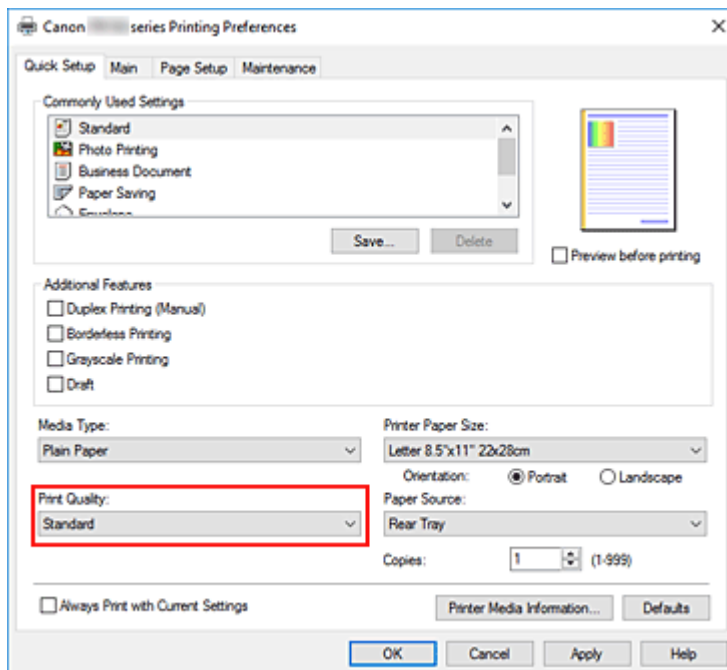 Canon series Printing Preferences
Quick Setup Main Page Setup Maintenance
Commonly Used Settings
Standard
Photo Printing
Business Document
Paper Saving
Envelope
Save... Delete
Preview before printing
Additional Features
Duplex Printing (Manual)
Borderless Printing
Grayscale Printing
Draft
Media Type:
Plain Paper
Printer Paper Size:
Letter 8.5"x11" 22x28cm
Orientation: Portrait Landscape
Print Quality:
Standard
Paper Source:
Rear Tray
Copies: 1 (1-999)
Always Print with Current Settings
Printer Media Information... Defaults
OK Cancel Apply Help